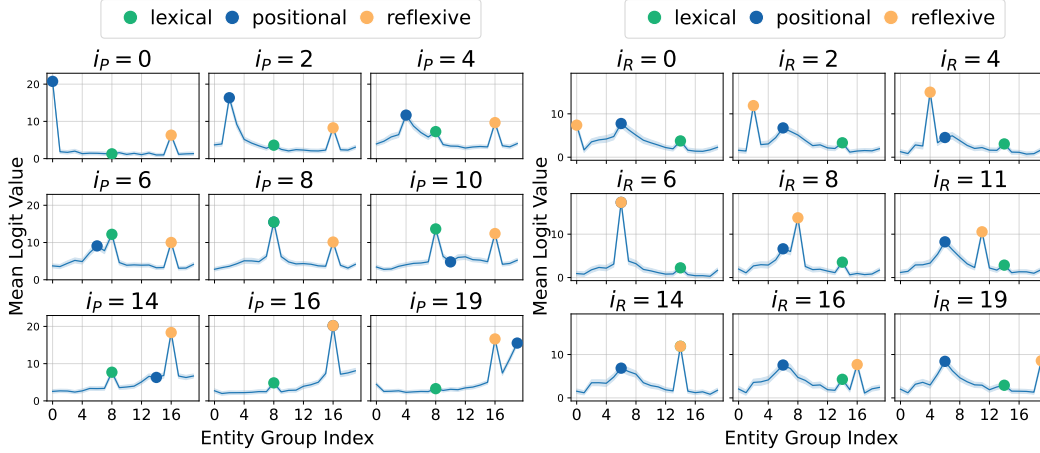 lexical positional reflexive
i_P = 0 i_P = 2 i_P = 4
20
10
0
i_P = 6 i_P = 8 i_P = 10
20
10
0
i_P = 14 i_P = 16 i_P = 19
20
10
0
0 4 8 12 16 0 4 8 12 16 0 4 8 12 16
Mean Logit Value
Entity Group Index
lexical positional reflexive
i_R = 0 i_R = 2 i_R = 4
10
0
i_R = 6 i_R = 8 i_R = 11
10
0
i_R = 14 i_R = 16 i_R = 19
10
0
0 4 8 12 16 0 4 8 12 16 0 4 8 12 16
Mean Logit Value
Entity Group Index